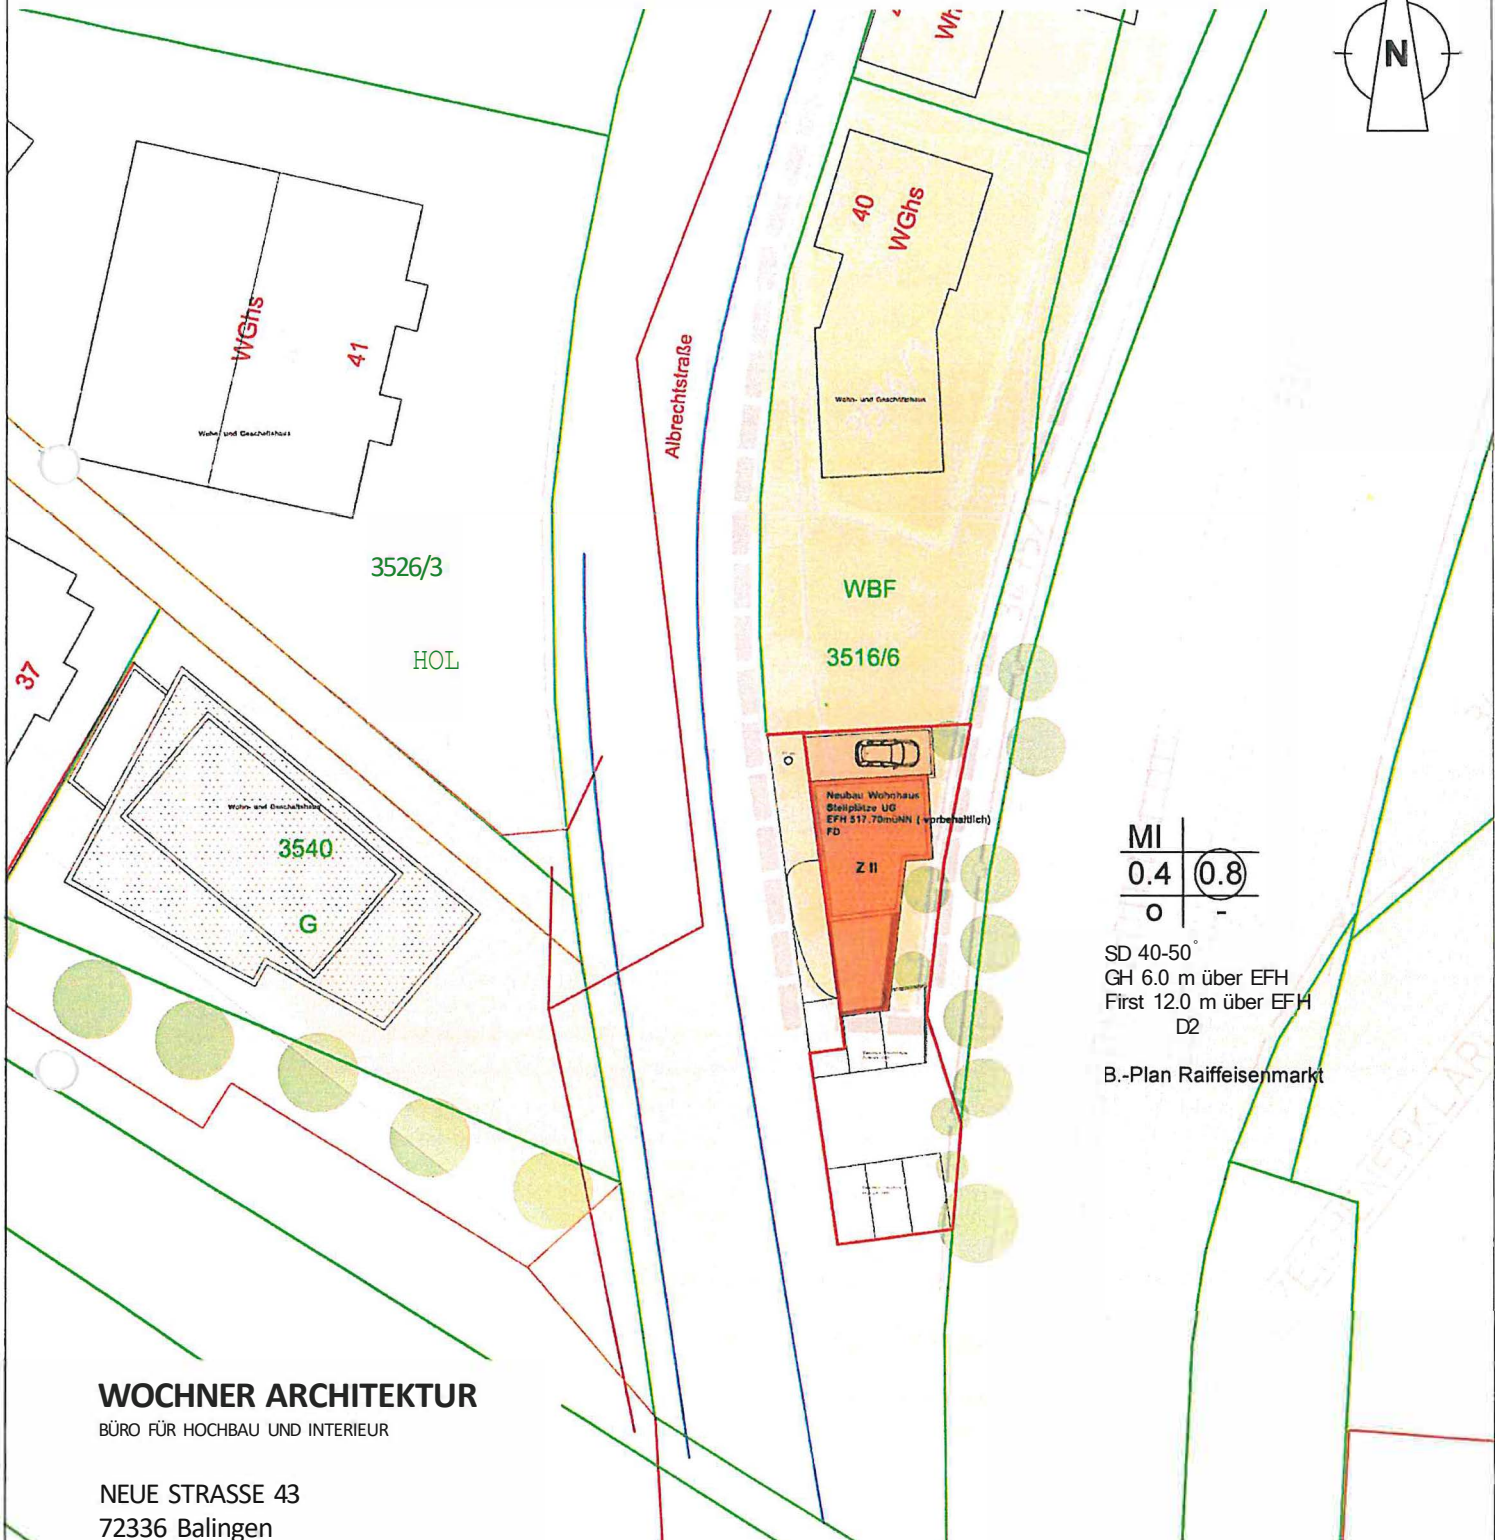 Wh
N
40
WGhs
WGhs
41
Albrechtstraße
Wohn- und Geschäftshaus
Wohn- und Geschäftshaus
3526/3
HOL
WBF
3516/6
37
Wohn- und Geschäftshaus
3540
G
Neubau Wohnhaus
Stellplätze UG
EFH 517.70müNN ( vorbehaltlich)
FD
Z II
MI
0.4 0.8
o -
SD 40-50°
GH 6.0 m über EFH
First 12.0 m über EFH
D2
B.-Plan Raiffeisenmarkt
WOCHNER ARCHITEKTUR
BÜRO FÜR HOCHBAU UND INTERIEUR
NEUE STRASSE 43
72336 Balingen